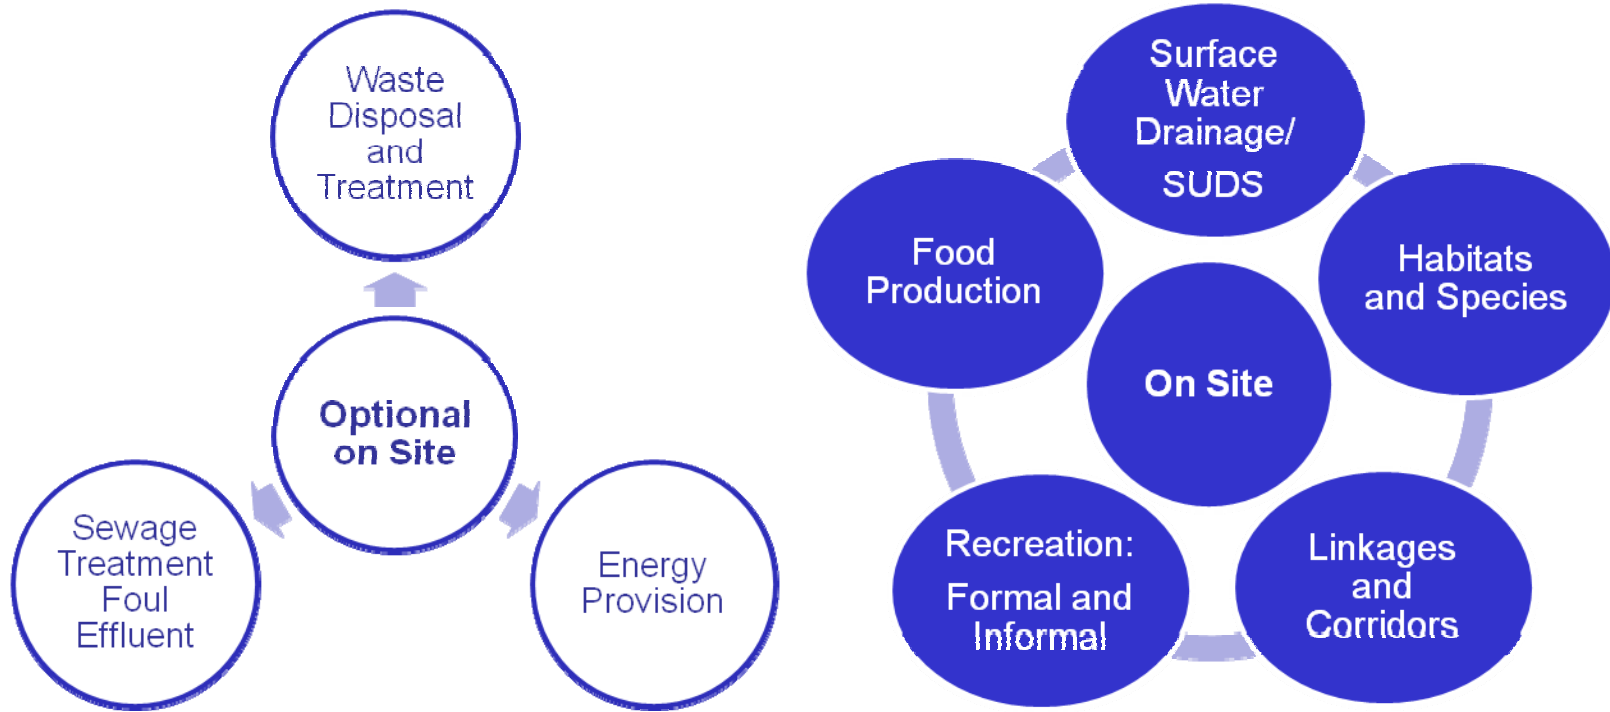 Waste
Disposal
and
Treatment
Optional
on Site
Sewage
Treatment
Foul
Effluent
Energy
Provision
Surface
Water
Drainage/
SUDS
Food
Production
Habitats
and Species
On Site
Recreation:
Formal and
Informal
Linkages
and
Corridors